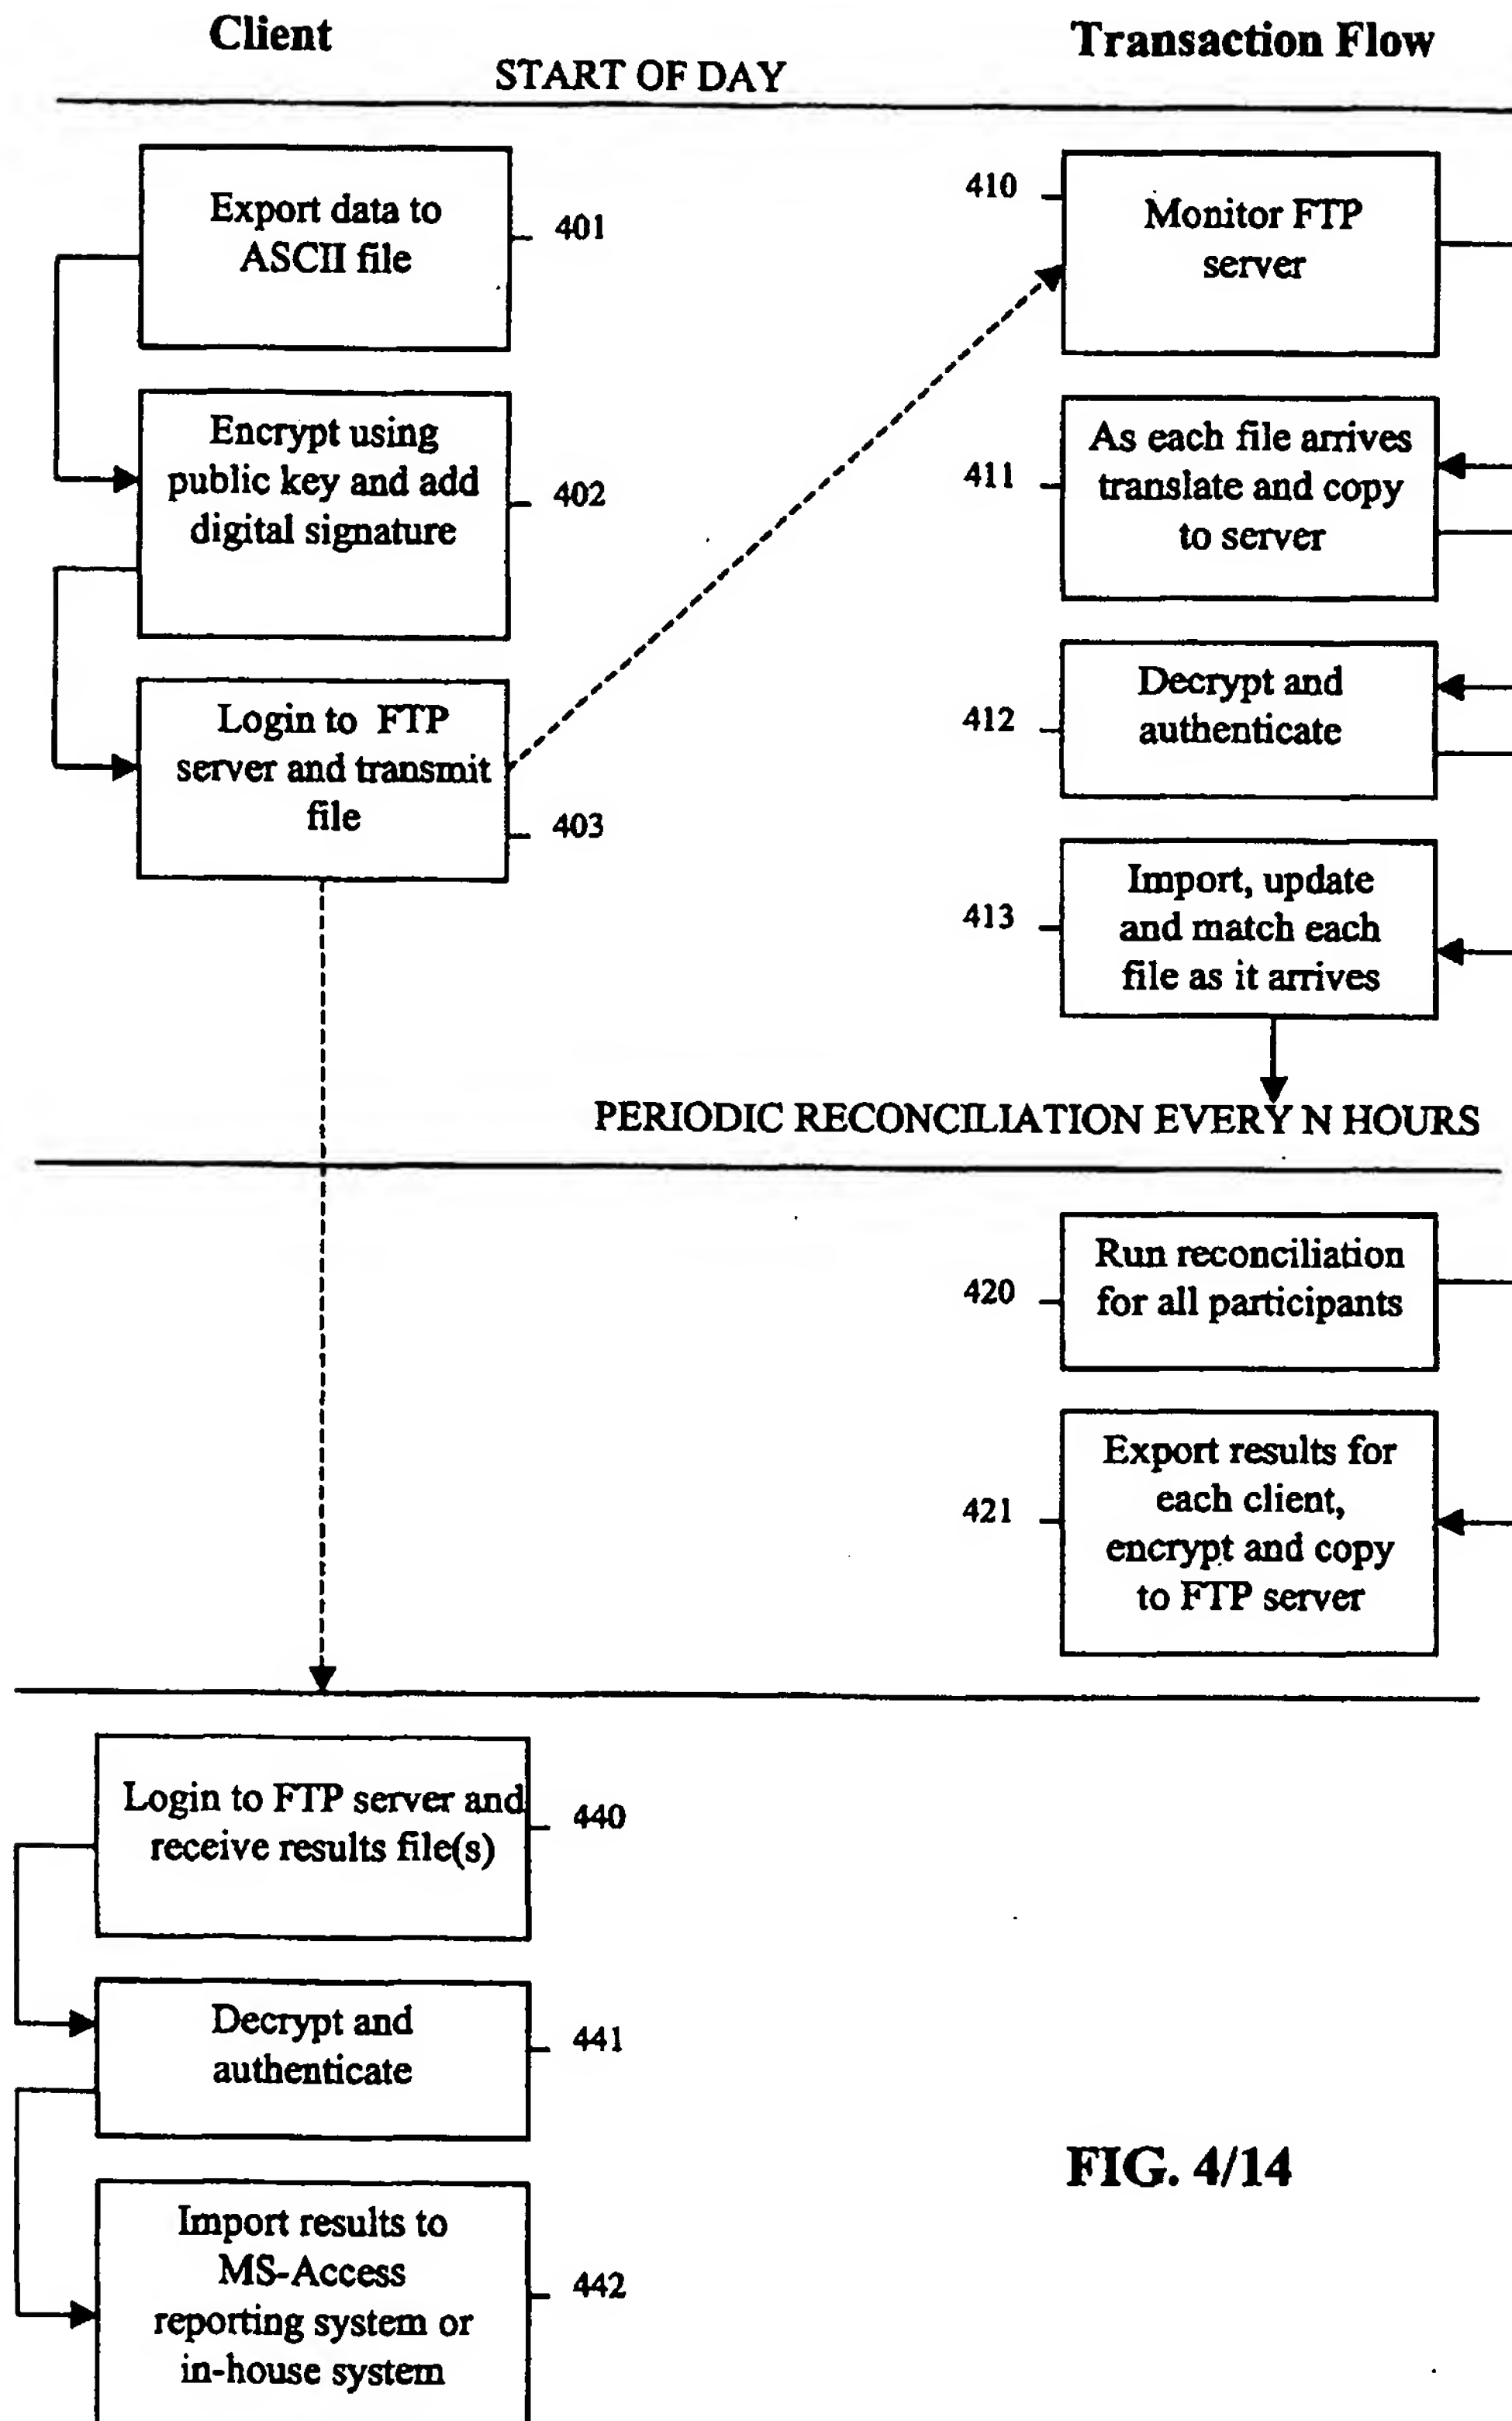 Client
Transaction Flow
START OF DAY
Export data to
ASCII file
401
Encrypt using
public key and add
digital signature
402
Login to FTP
server and transmit
file
403
410
Monitor FTP
server
411
As each file arrives
translate and copy
to server
412
Decrypt and
authenticate
413
Import, update
and match each
file as it arrives
PERIODIC RECONCILIATION EVERY N HOURS
420
Run reconciliation
for all participants
421
Export results for
each client,
encrypt and copy
to FTP server
Login to FTP server and
receive results file(s)
440
Decrypt and
authenticate
441
Import results to
MS-Access
reporting system or
in-house system
442
FIG. 4/14